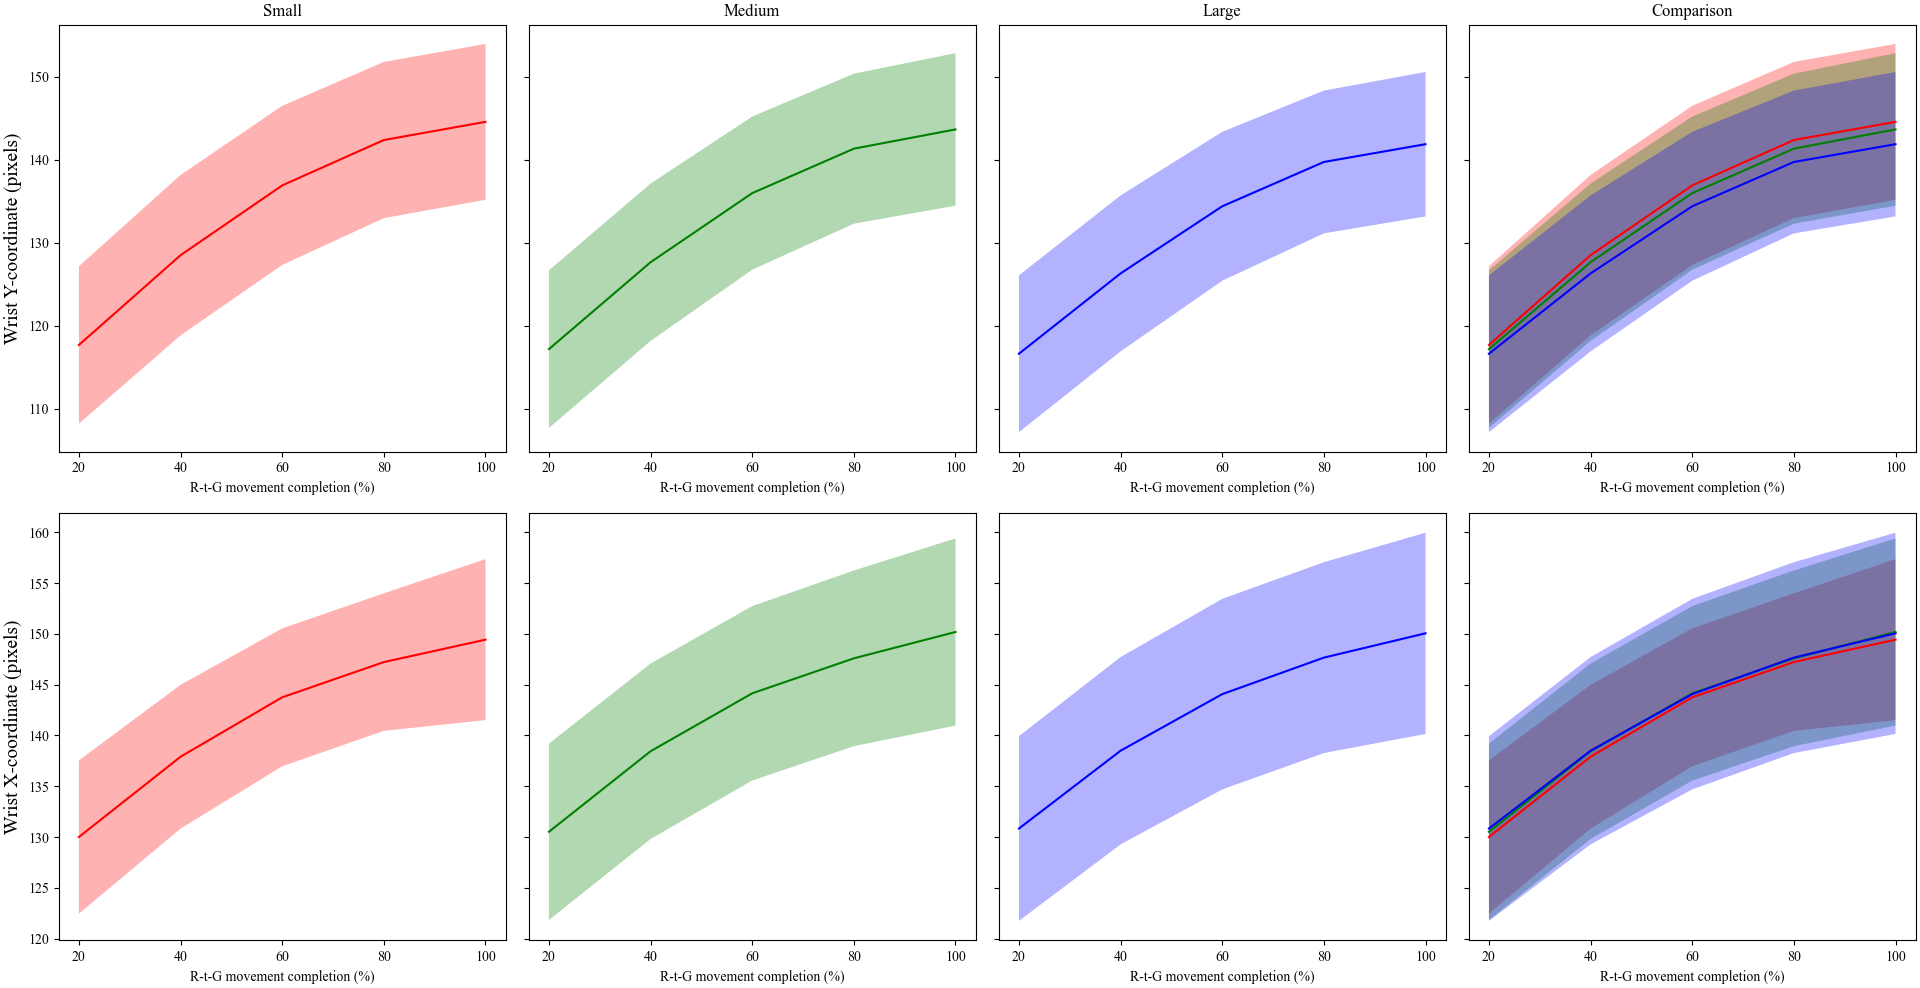 Small Medium Large Comparison
Wrist Y-coordinate (pixels)
150
140
130
120
110
20 40 60 80 100 20 40 60 80 100 20 40 60 80 100 20 40 60 80 100
R-t-G movement completion (%) R-t-G movement completion (%) R-t-G movement completion (%) R-t-G movement completion (%)
Wrist X-coordinate (pixels)
160
155
150
145
140
135
130
125
120
20 40 60 80 100 20 40 60 80 100 20 40 60 80 100 20 40 60 80 100
R-t-G movement completion (%) R-t-G movement completion (%) R-t-G movement completion (%) R-t-G movement completion (%)